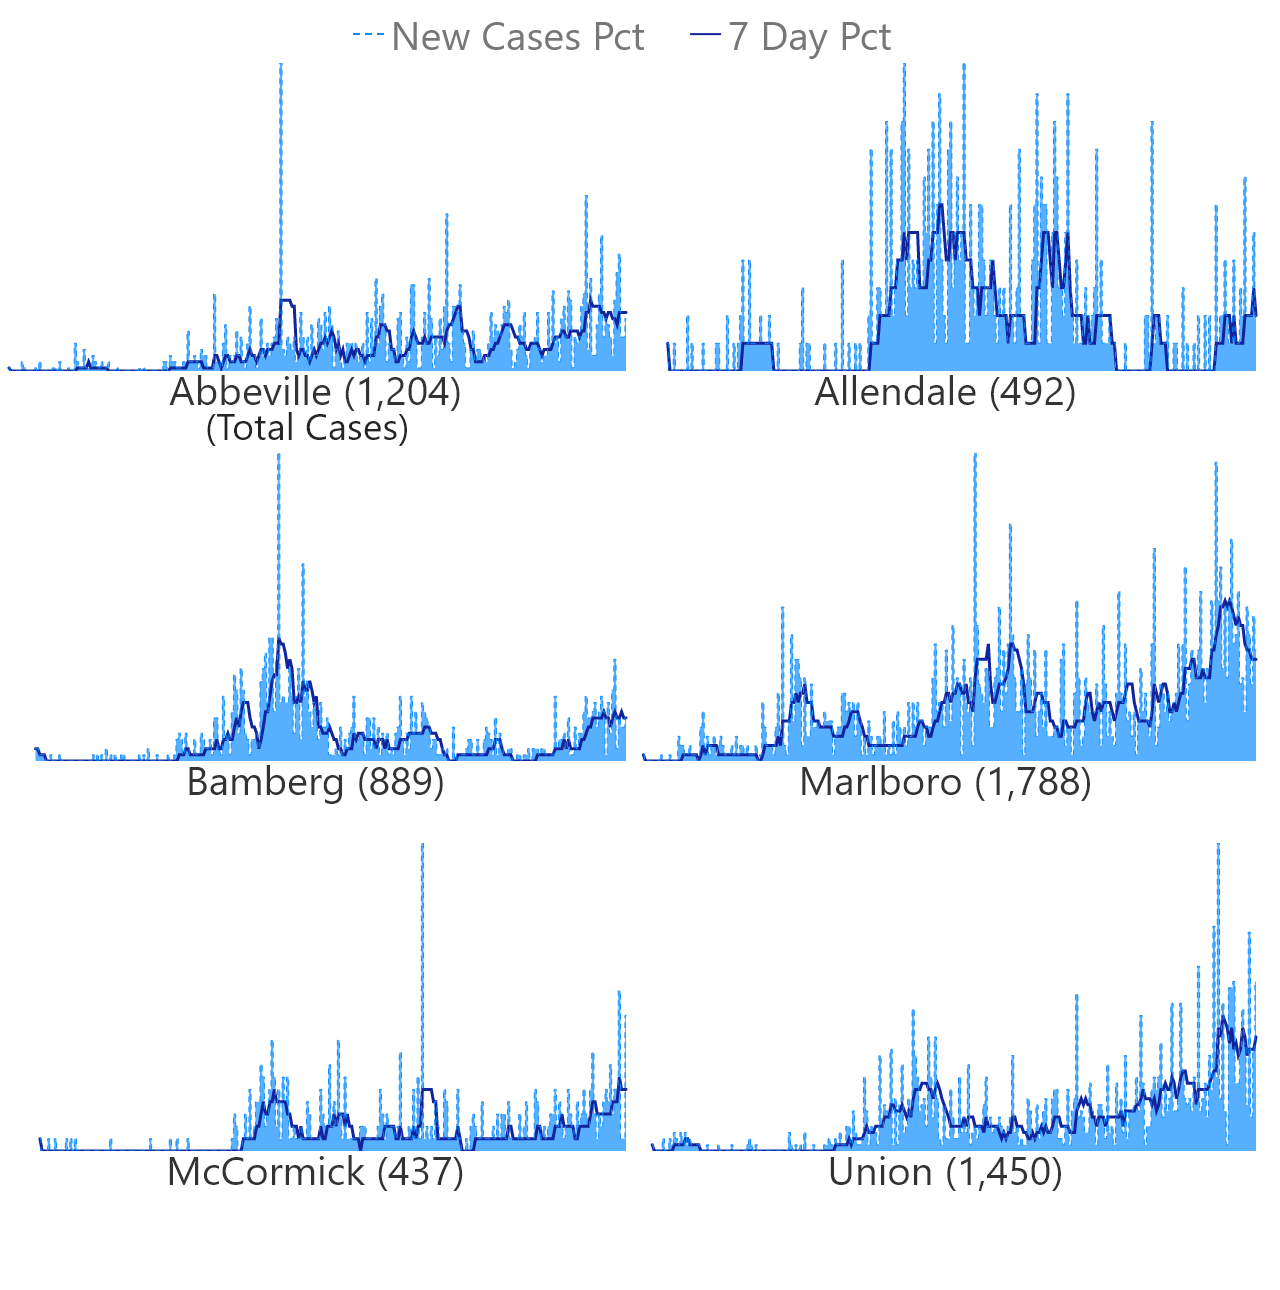 New Cases Pct 7 Day Pct
Abbeville (1,204)
(Total Cases)
Allendale (492)
Bamberg (889)
Marlboro (1,788)
McCormick (437)
Union (1,450)